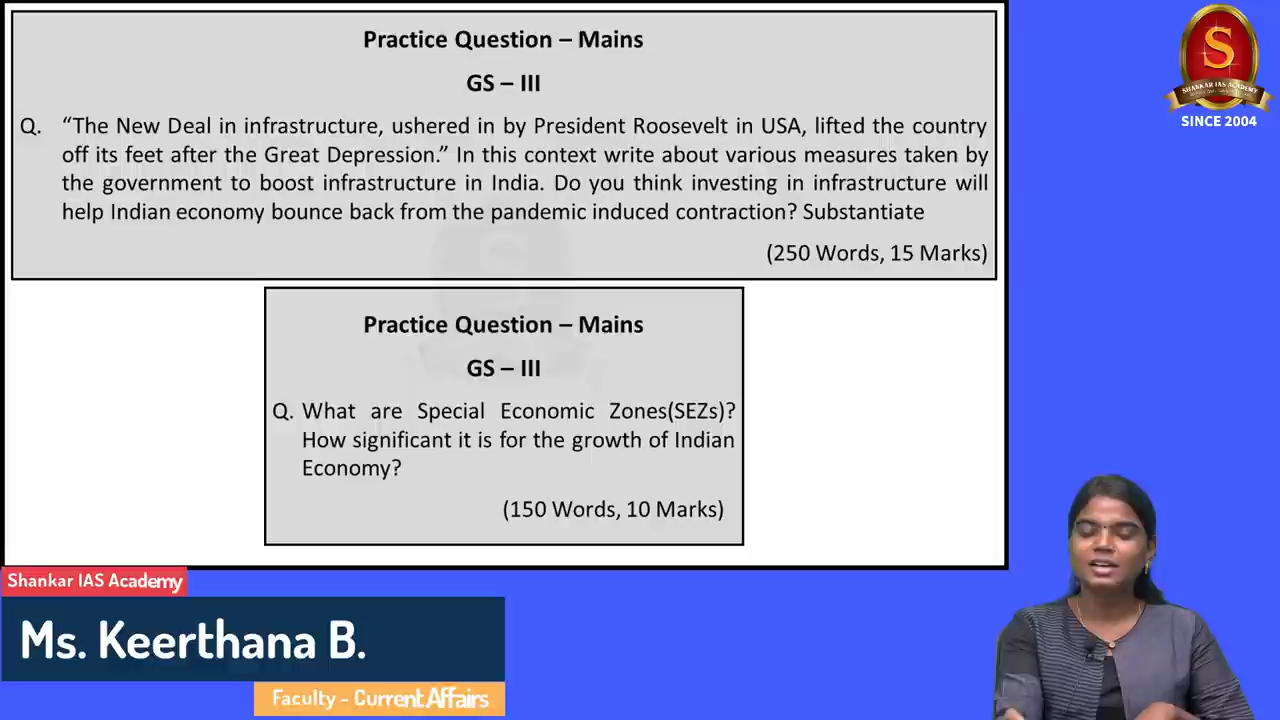 Practice Question – Mains
GS – III
Q. “The New Deal in infrastructure, ushered in by President Roosevelt in USA, lifted the country
off its feet after the Great Depression.” In this context write about various measures taken by
the government to boost infrastructure in India. Do you think investing in infrastructure will
help Indian economy bounce back from the pandemic induced contraction? Substantiate
(250 Words, 15 Marks)
Practice Question – Mains
GS – III
Q. What are Special Economic Zones(SEZs)?
How significant it is for the growth of Indian
Economy?
(150 Words, 10 Marks)
S
SHANKAR IAS ACADEMY
SINCE 2004
Shankar IAS Academy
Ms. Keerthana B.
Faculty - Current Affairs